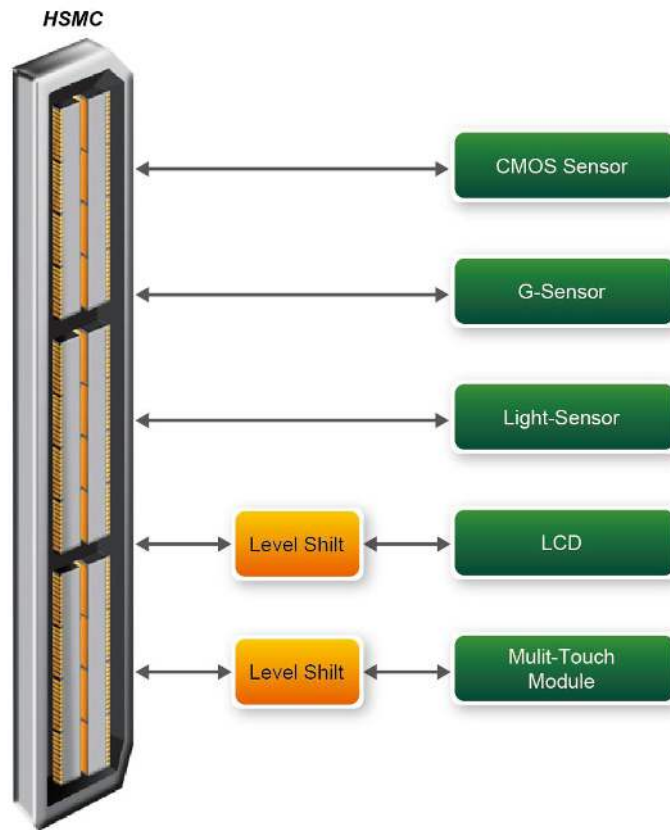 HSMC
CMOS Sensor
G-Sensor
Light-Sensor
Level Shilt
LCD
Level Shilt
Mulit-Touch
Module